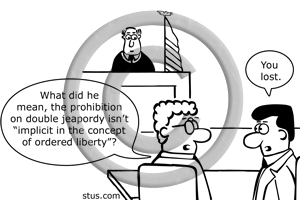 What did he
mean, the prohibition
on double jeapordy isn't
"implicit in the concept
of ordered liberty"?
You
lost.
stus.com